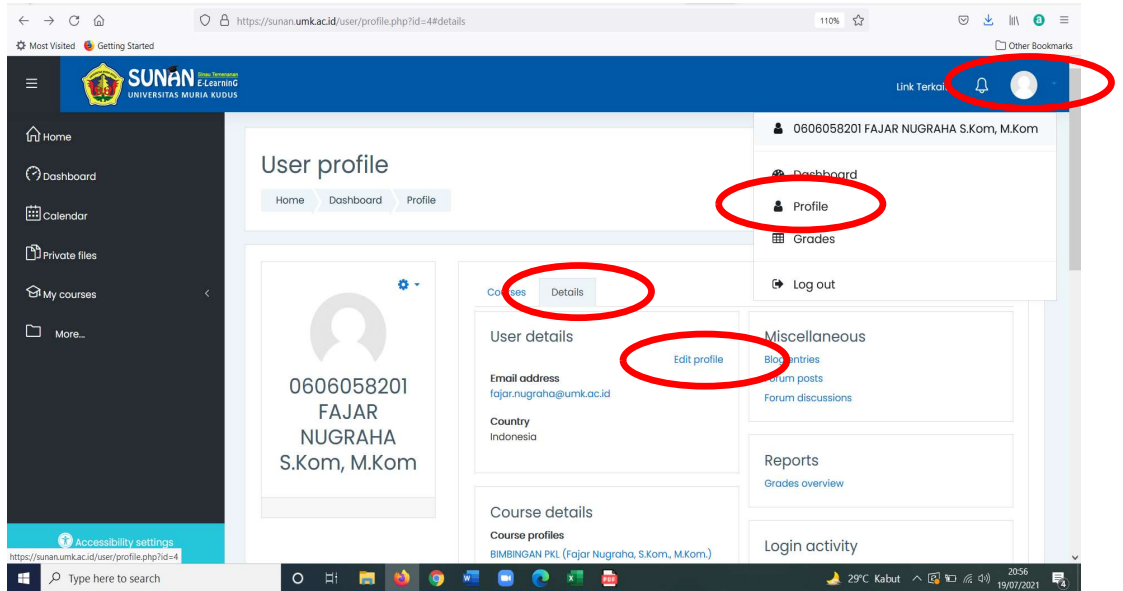 https://sunan.umk.ac.id/user/profile.php?id=4#details
110%
Most Visited
Getting Started
Other Bookmarks
SUNAN Sinau Temenanan
E-LearninG
UNIVERSITAS MURIA KUDUS
Link Terkai
0606058201 FAJAR NUGRAHA S.Kom, M.Kom
Dashboard
Profile
Grades
Log out
Home
Dashboard
Calendar
Private files
My courses
More...
Accessibility settings
https://sunan.umk.ac.id/user/profile.php?id=4
User profile
Home
Dashboard
Profile
0606058201
FAJAR
NUGRAHA
S.Kom, M.Kom
Courses
Details
User details
Edit profile
Email address
fajar.nugraha@umk.ac.id
Country
Indonesia
Course details
Course profiles
BIMBINGAN PKL (Fajar Nugraha, S.Kom., M.Kom.)
Miscellaneous
Blog entries
Forum posts
Forum discussions
Reports
Grades overview
Login activity
Type here to search
29°C Kabut
20:56
19/07/2021
4